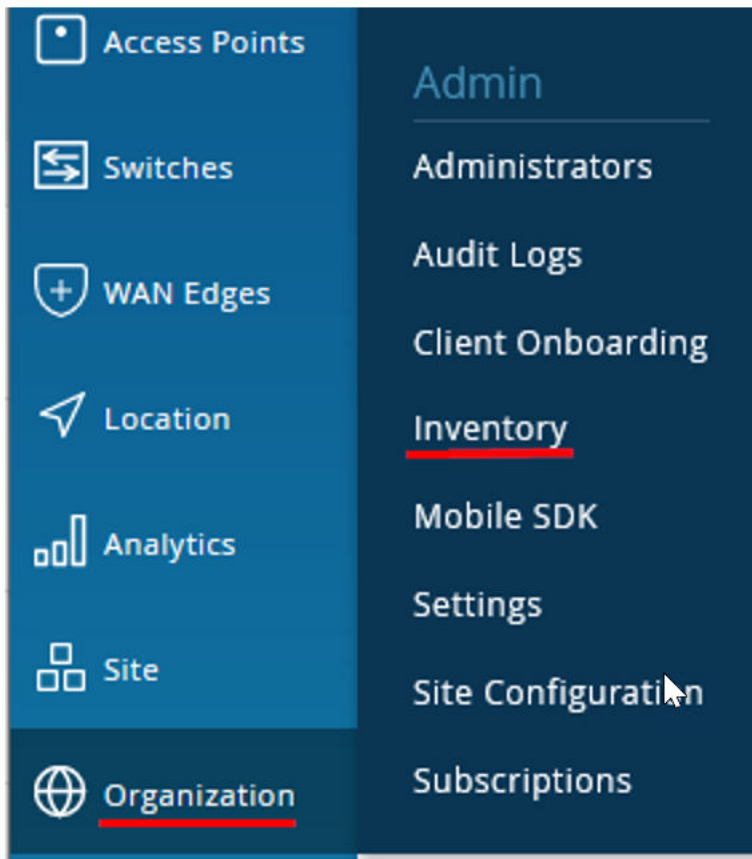 Access Points
Switches
WAN Edges
Location
Analytics
Site
Organization
Admin
Administrators
Audit Logs
Client Onboarding
Inventory
Mobile SDK
Settings
Site Configuration
Subscriptions